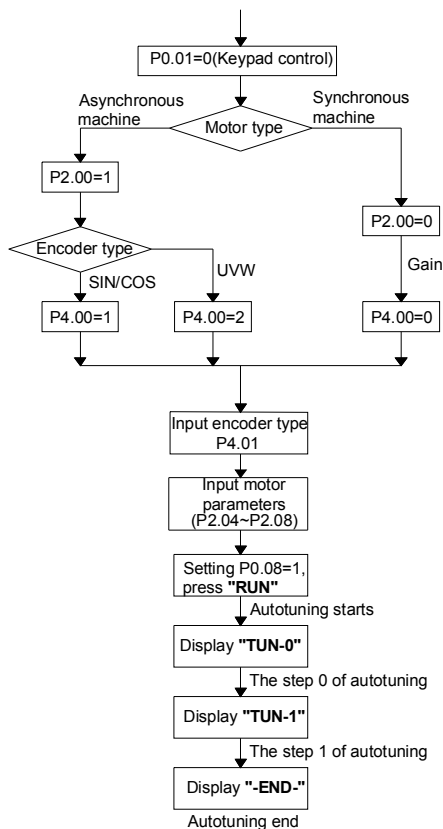 P0.01=0(Keypad control)
Asynchronous
machine
Synchronous
machine
Motor type
P2.00=1
P2.00=0
Encoder type
UVW
Gain
SIN/COS
P4.00=1
P4.00=2
P4.00=0
Input encoder type
P4.01
Input motor
parameters
(P2.04~P2.08)
Setting P0.08=1,
press "RUN"
Autotuning starts
Display "TUN-0"
The step 0 of autotuning
Display "TUN-1"
The step 1 of autotuning
Display "-END-"
Autotuning end